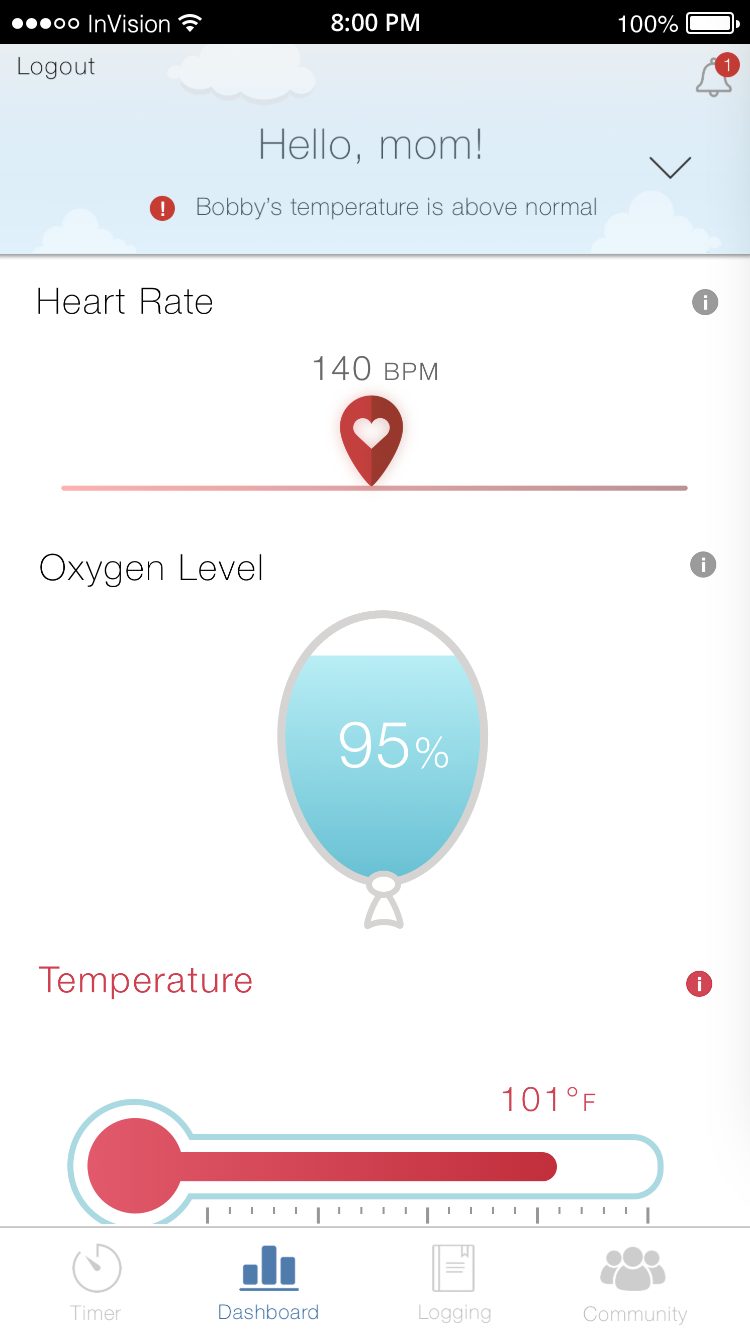 InVision 8:00 PM 100%
Logout 1
Hello, mom!
! Bobby's temperature is above normal
Heart Rate i
140 BPM
Oxygen Level i
95%
Temperature i
101°F
Timer Dashboard Logging Community